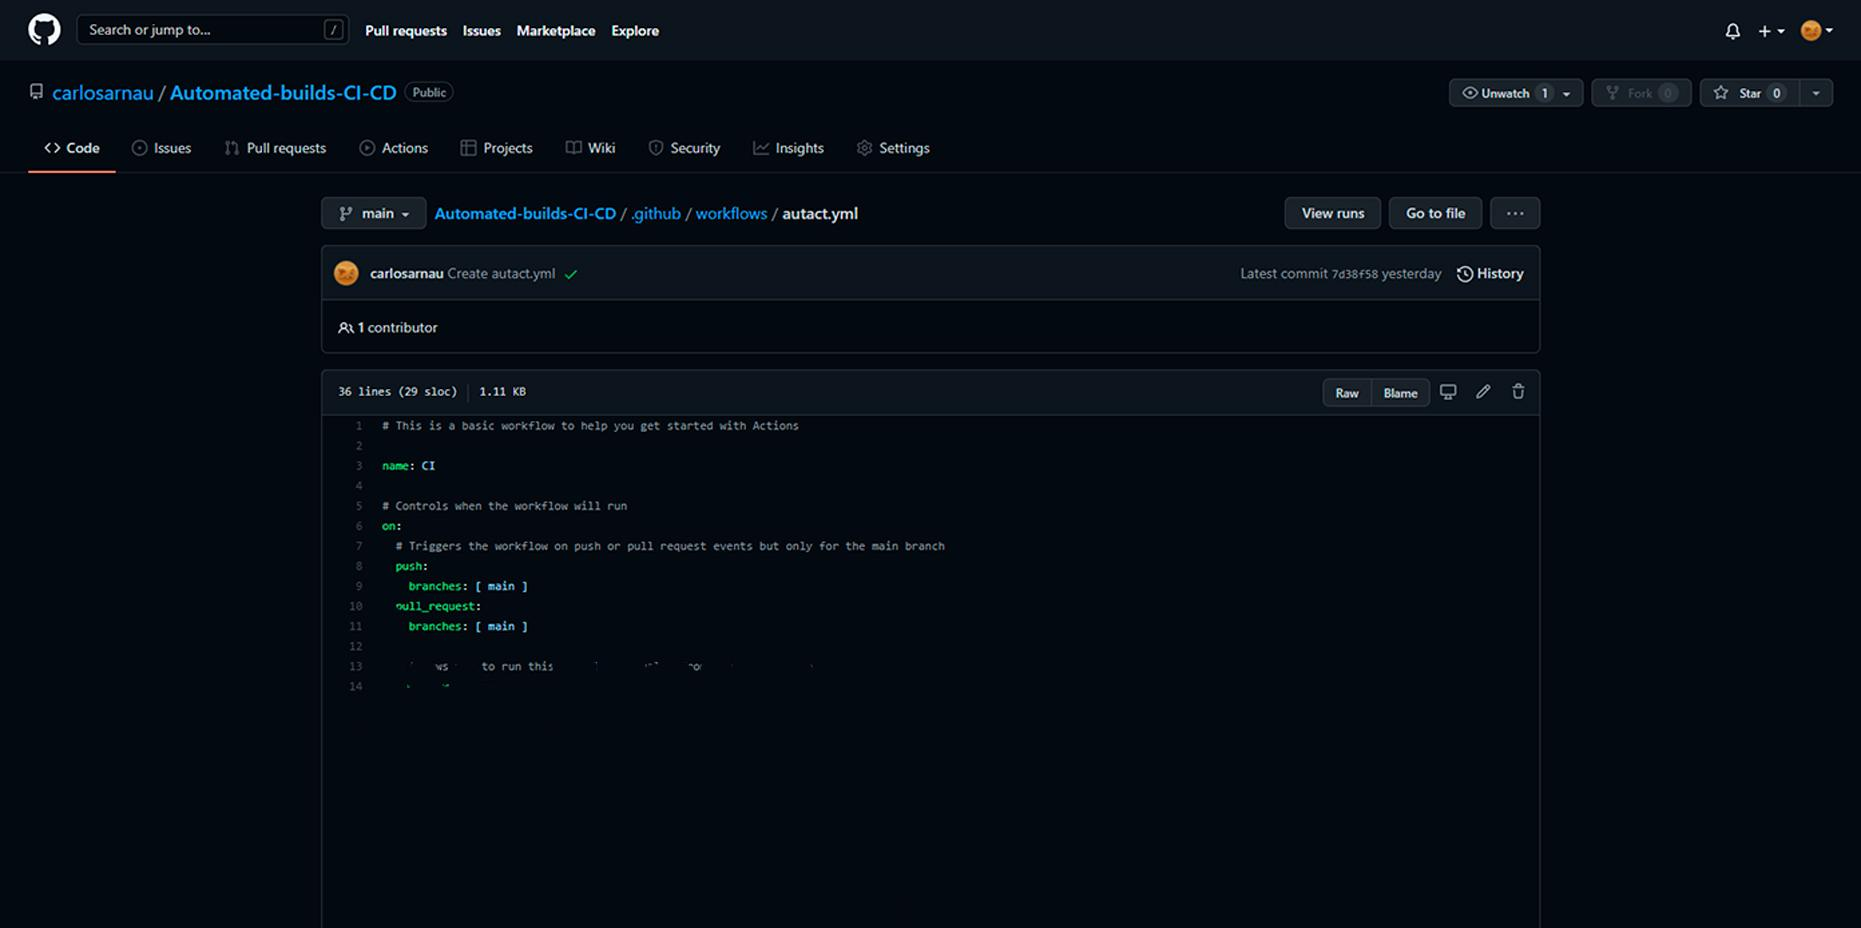 Search or jump to... / Pull requests Issues Marketplace Explore
carlosarnau / Automated-builds-CI-CD Public Unwatch 1 Fork 0 Star 0
Code Issues Pull requests Actions Projects Wiki Security Insights Settings
main Automated-builds-CI-CD / .github / workflows / autact.yml View runs Go to file ...
carlosarnau Create autact.yml Latest commit 7d38f58 yesterday History
1 contributor
36 lines (29 sloc) 1.11 KB Raw Blame
1 # This is a basic workflow to help you get started with Actions
2
3 name: CI
4
5 # Controls when the workflow will run
6 on:
7 # Triggers the workflow on push or pull request events but only for the main branch
8 push:
9 branches: [ main ]
10 pull_request:
11 branches: [ main ]
12
13 to run this
14